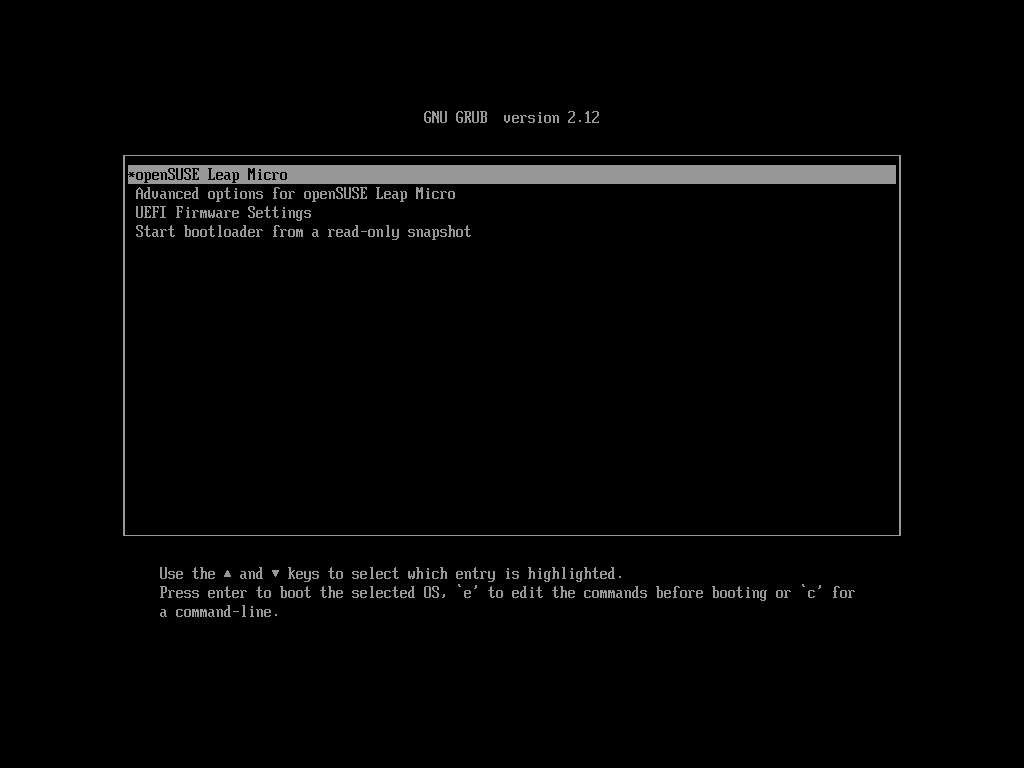 GNU GRUB  version 2.12
*openSUSE Leap Micro
Advanced options for openSUSE Leap Micro
UEFI Firmware Settings
Start bootloader from a read-only snapshot
Use the ▲ and ▼ keys to select which entry is highlighted.
Press enter to boot the selected OS, `e' to edit the commands before booting or `c' for
a command-line.